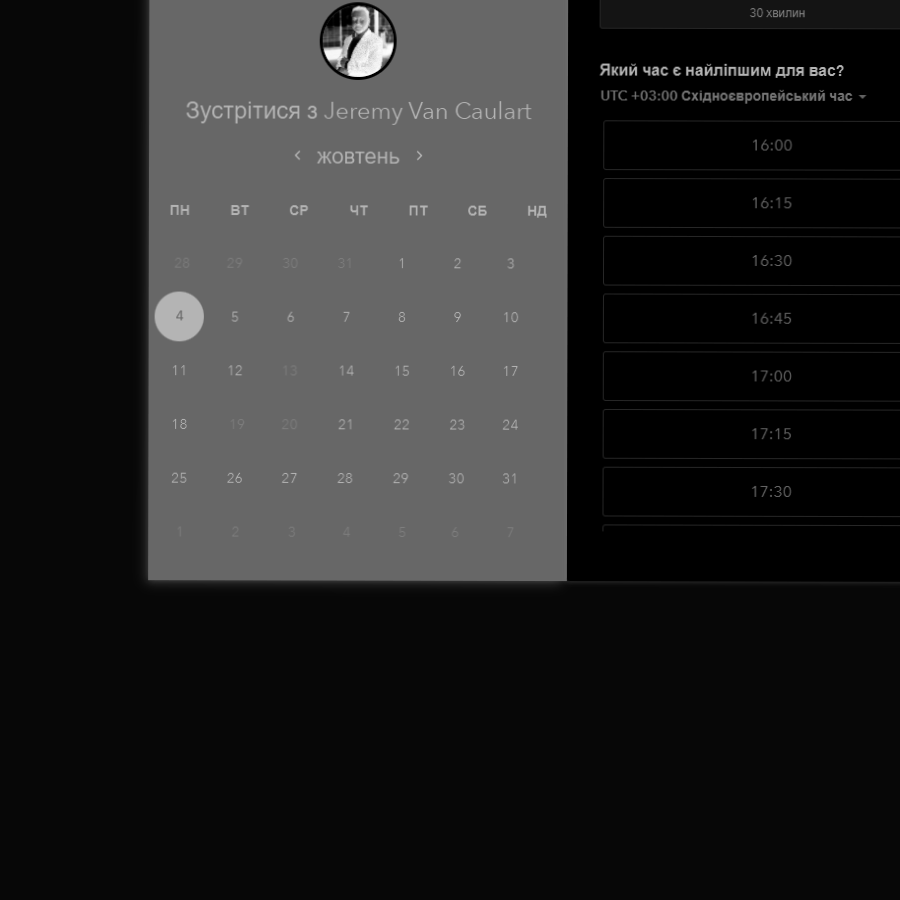 Зустрітися з Jeremy Van Caulart
жовтень
ПН ВТ СР ЧТ ПТ СБ НД
28 29 30 31 1 2 3
4 5 6 7 8 9 10
11 12 13 14 15 16 17
18 19 20 21 22 23 24
25 26 27 28 29 30 31
1 2 3 4 5 6 7
30 хвилин
Який час є найліпшим для вас?
UTC +03:00 Східноєвропейський час
16:00
16:15
16:30
16:45
17:00
17:15
17:30